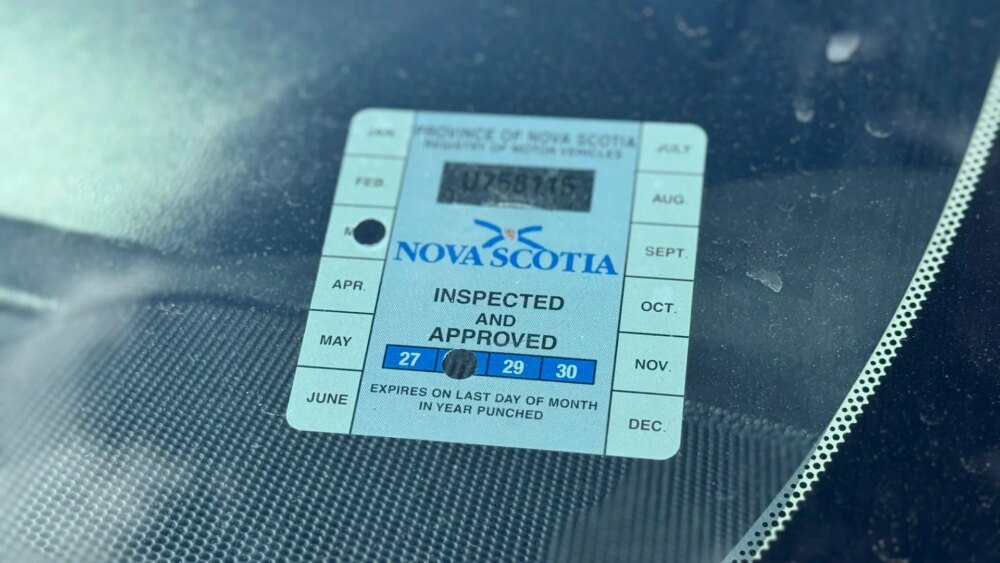 PROVINCE OF NOVA SCOTIA
REGISTRY OF MOTOR VEHICLES
NOVA SCOTIA
INSPECTED
AND
APPROVED
27 29 30
EXPIRES ON LAST DAY OF MONTH
IN YEAR PUNCHED
JAN.
FEB.
M
APR.
MAY
JUNE
JULY
AUG.
SEPT.
OCT.
NOV.
DEC.